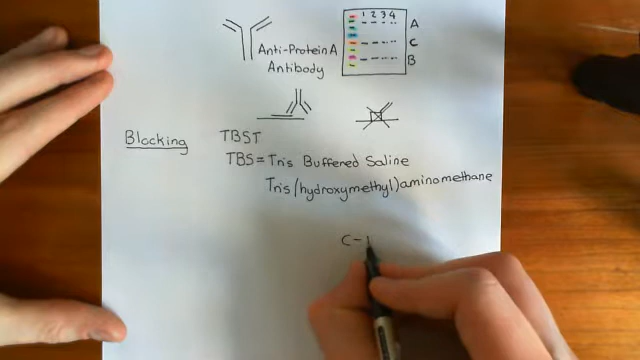 1 2 3 4
A
C
B
Anti-Protein A
Antibody
Blocking
TBST
TBS = Tris Buffered Saline
Tris (hydroxymethyl) aminomethane
C-